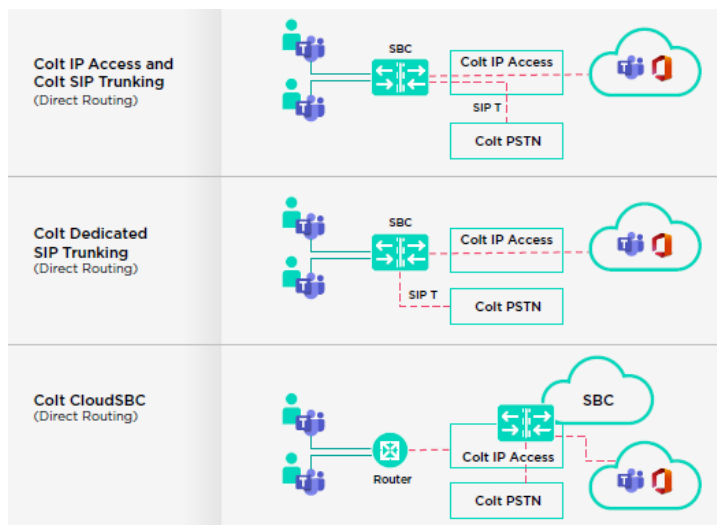 Colt IP Access and
Colt SIP Trunking
(Direct Routing)
SBC
Colt IP Access
SIP T
Colt PSTN
Colt Dedicated
SIP Trunking
(Direct Routing)
SBC
Colt IP Access
SIP T
Colt PSTN
Colt CloudSBC
(Direct Routing)
SBC
Router
Colt IP Access
Colt PSTN